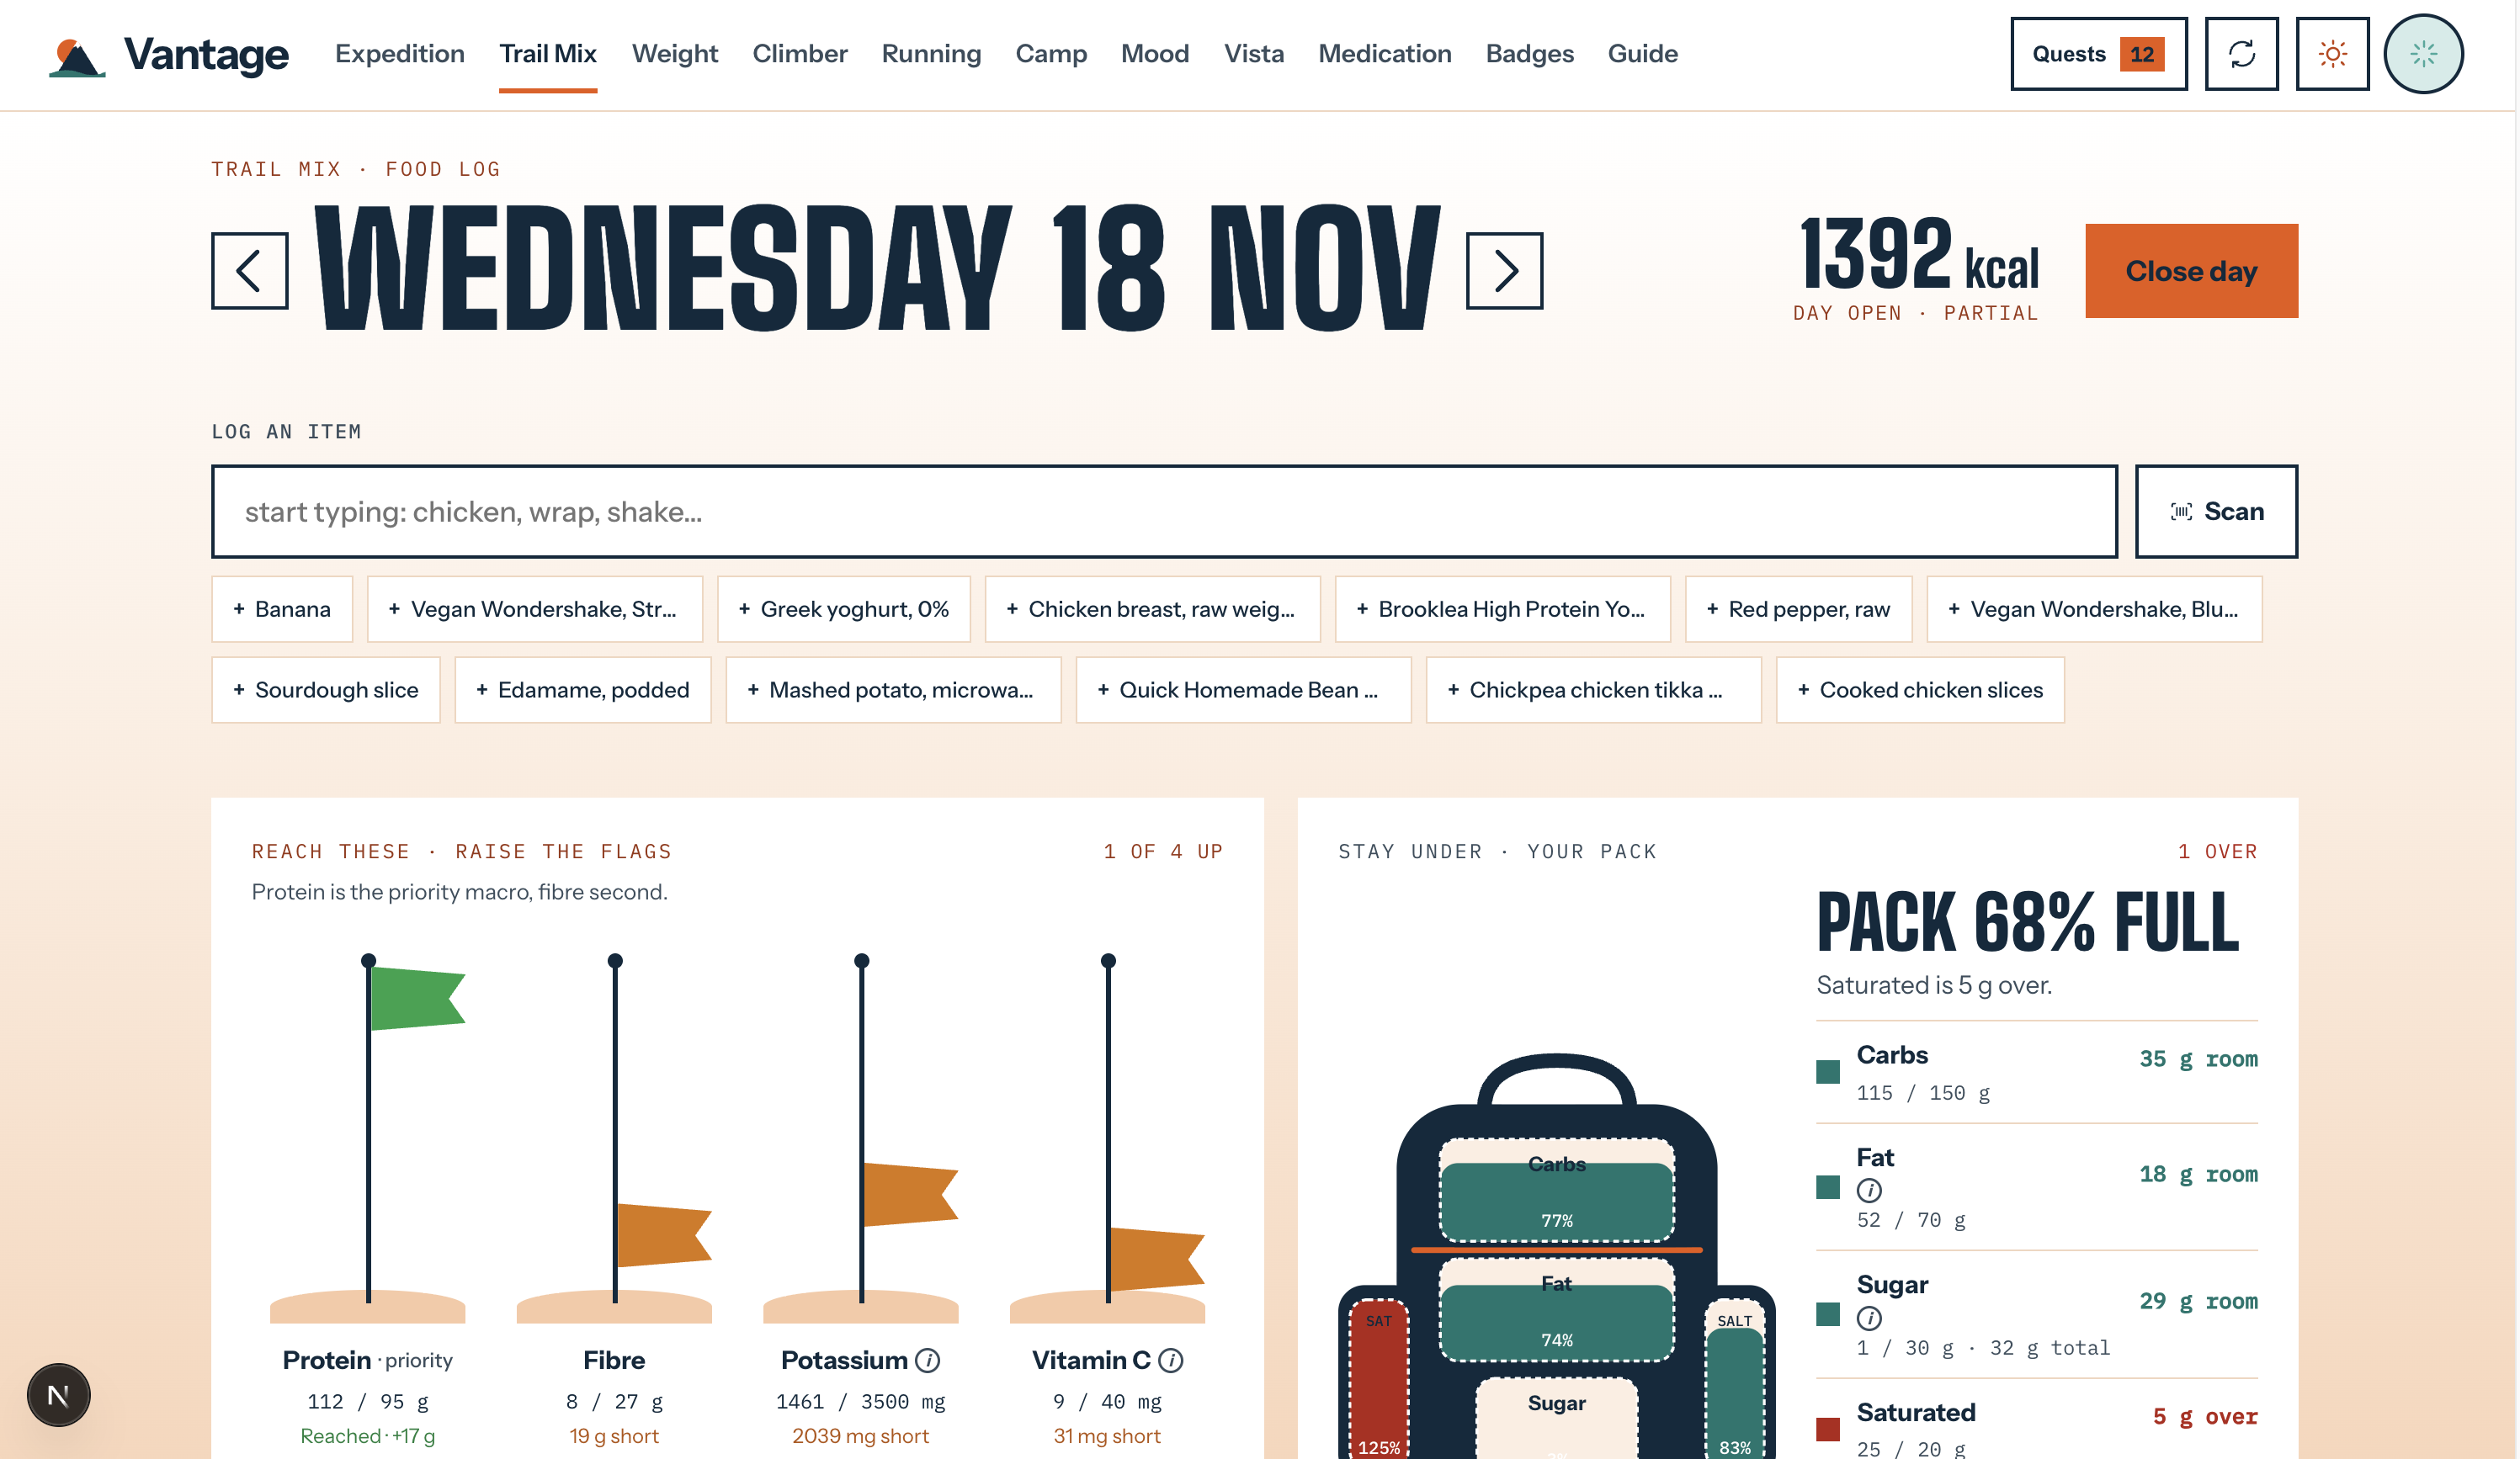 Vantage
Expedition Trail Mix Weight Climber Running Camp Mood Vista Medication Badges Guide
Quests 12
TRAIL MIX · FOOD LOG
WEDNESDAY 18 NOV
1392 kcal
DAY OPEN · PARTIAL
Close day
LOG AN ITEM
start typing: chicken, wrap, shake...
Scan
+ Banana
+ Vegan Wondershake, Str...
+ Greek yoghurt, 0%
+ Chicken breast, raw weig...
+ Brooklea High Protein Yo...
+ Red pepper, raw
+ Vegan Wondershake, Blu...
+ Sourdough slice
+ Edamame, podded
+ Mashed potato, microwa...
+ Quick Homemade Bean ...
+ Chickpea chicken tikka ...
+ Cooked chicken slices
REACH THESE · RAISE THE FLAGS
1 OF 4 UP
Protein is the priority macro, fibre second.
Protein · priority
112 / 95 g
Reached · +17 g
Fibre
8 / 27 g
19 g short
Potassium i
1461 / 3500 mg
2039 mg short
Vitamin C i
9 / 40 mg
31 mg short
STAY UNDER · YOUR PACK
1 OVER
PACK 68% FULL
Saturated is 5 g over.
Carbs
77%
Fat
74%
SAT
125%
SALT
83%
Sugar
Carbs
115 / 150 g
35 g room
Fat
i
52 / 70 g
18 g room
Sugar
i
1 / 30 g · 32 g total
29 g room
Saturated
25 / 20 g
5 g over
N